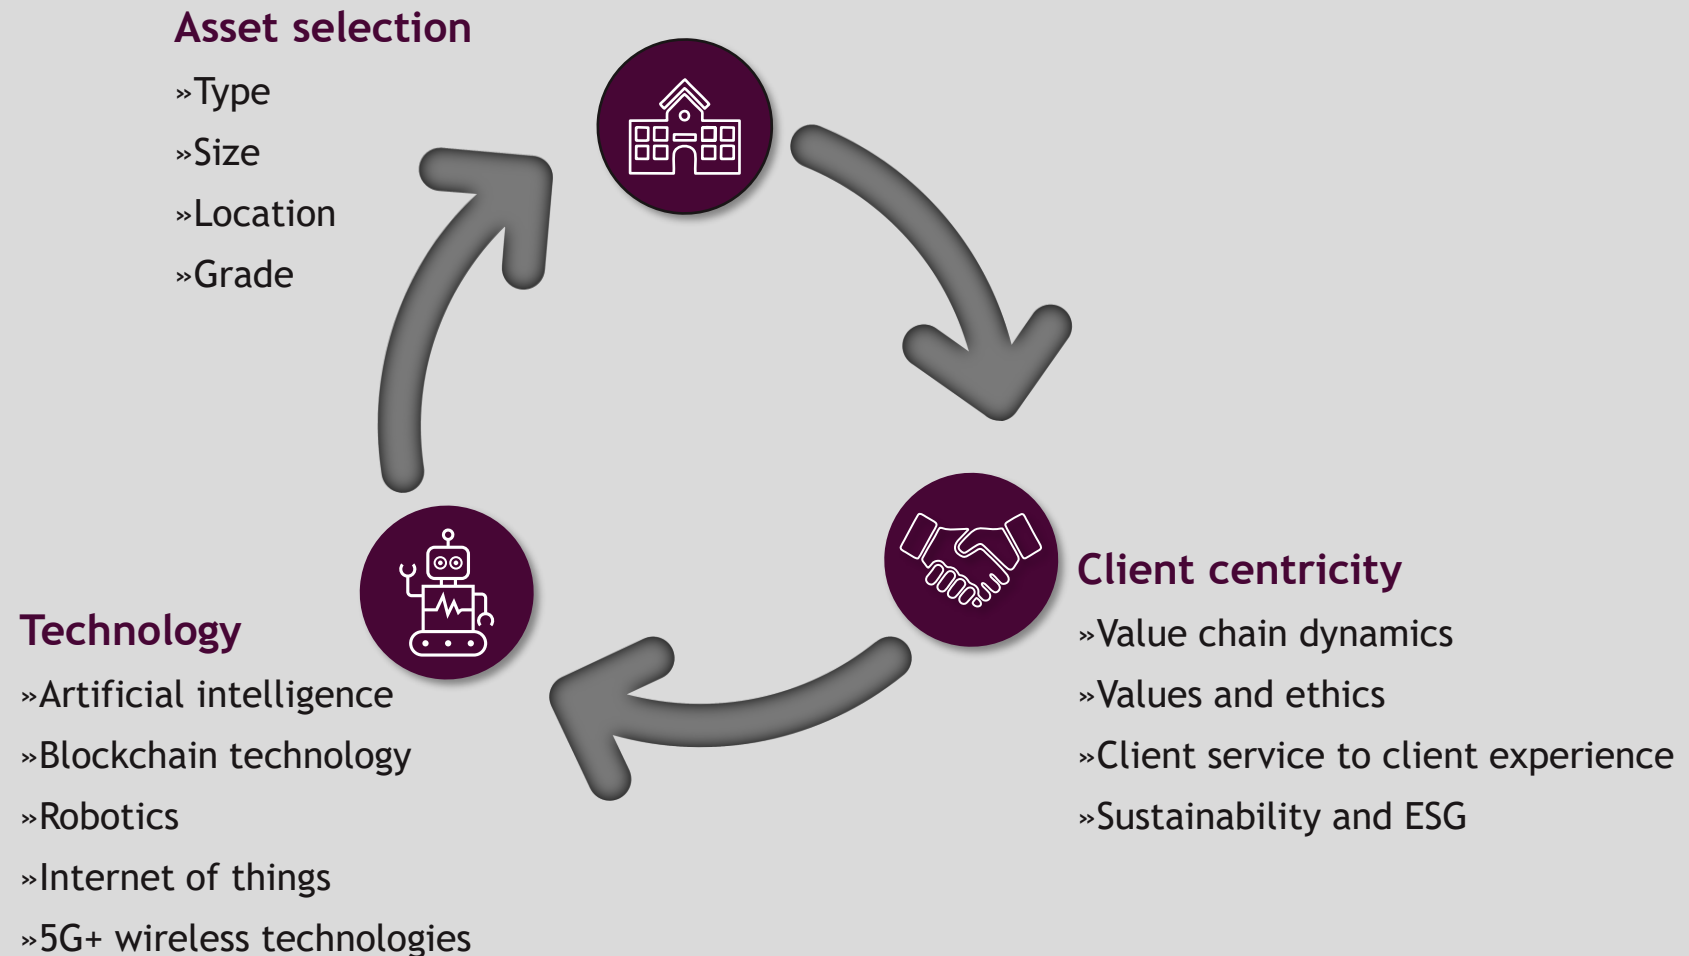 Asset selection
»Type
»Size
»Location
»Grade
Client centricity
»Value chain dynamics
»Values and ethics
»Client service to client experience
»Sustainability and ESG
Technology
»Artificial intelligence
»Blockchain technology
»Robotics
»Internet of things
»5G+ wireless technologies